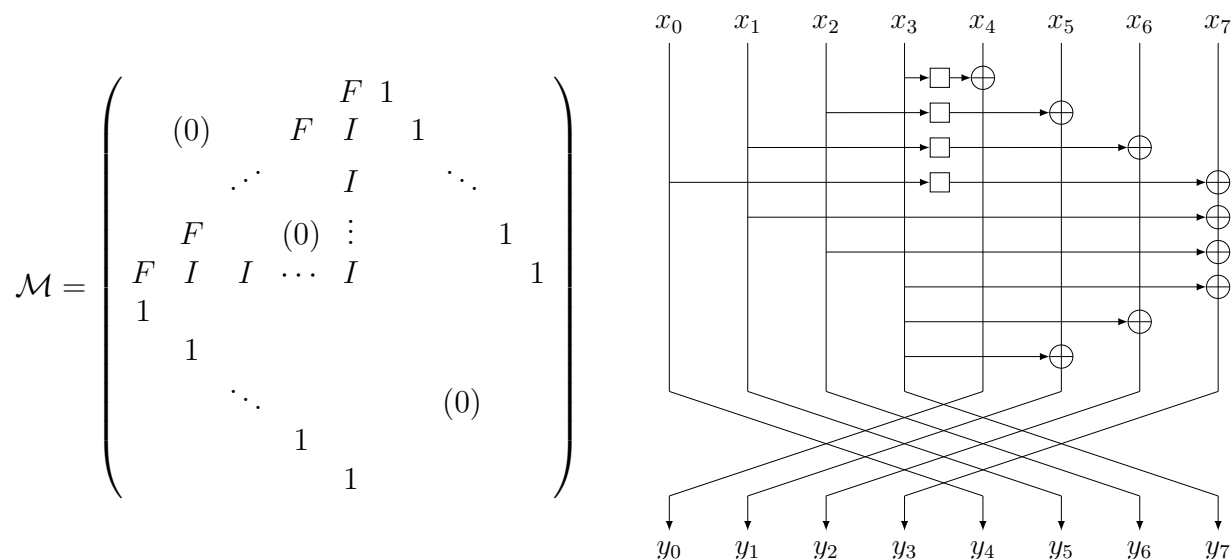 x₀ x₁ x₂ x₃ x₄ x₅ x₆ x₇
F 1
(0) F I 1
⋱ I ⋱
F (0) ⋮ 1
ℳ = F I I ⋯ I 1
1
1
⋱ (0)
1
1
y₀ y₁ y₂ y₃ y₄ y₅ y₆ y₇